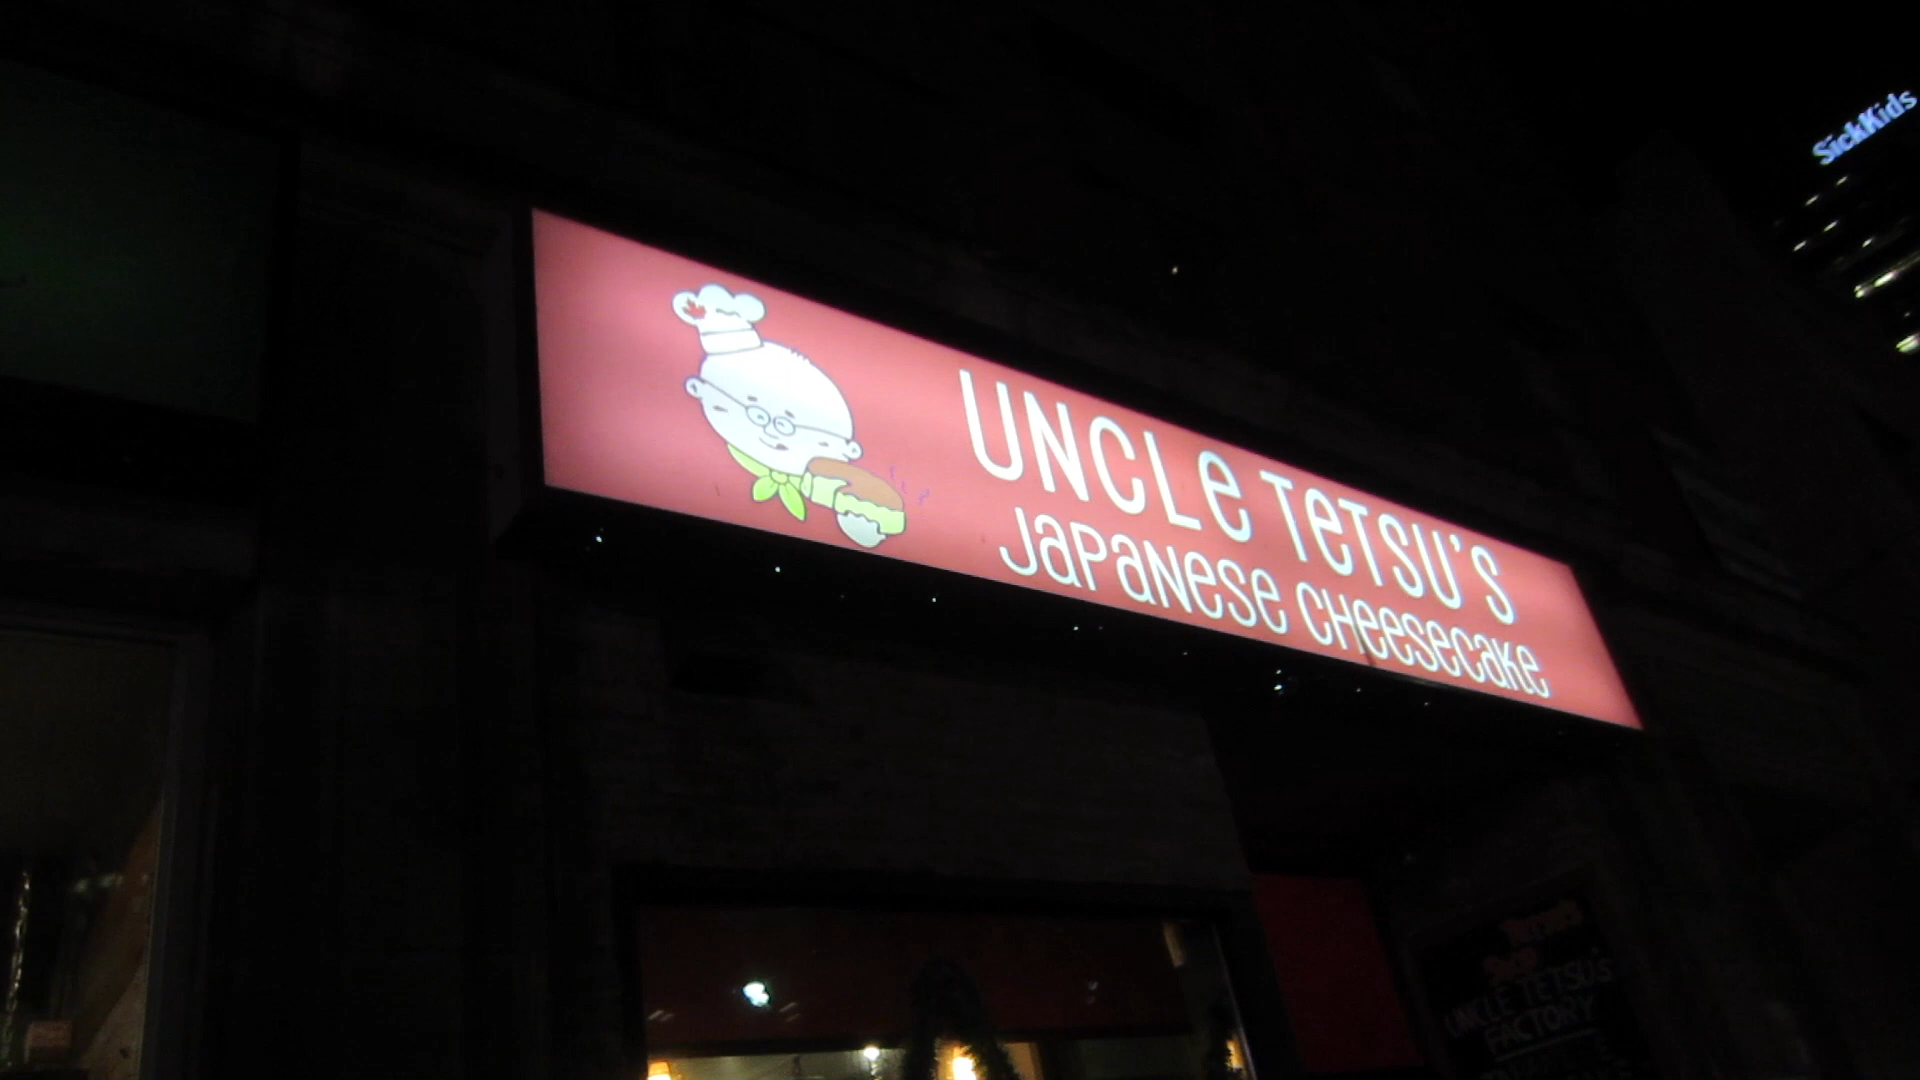 UNCLE TETSU'S
JAPANESE CHEESECAKE
SickKids
UNCLE TETSU'S
FACTORY